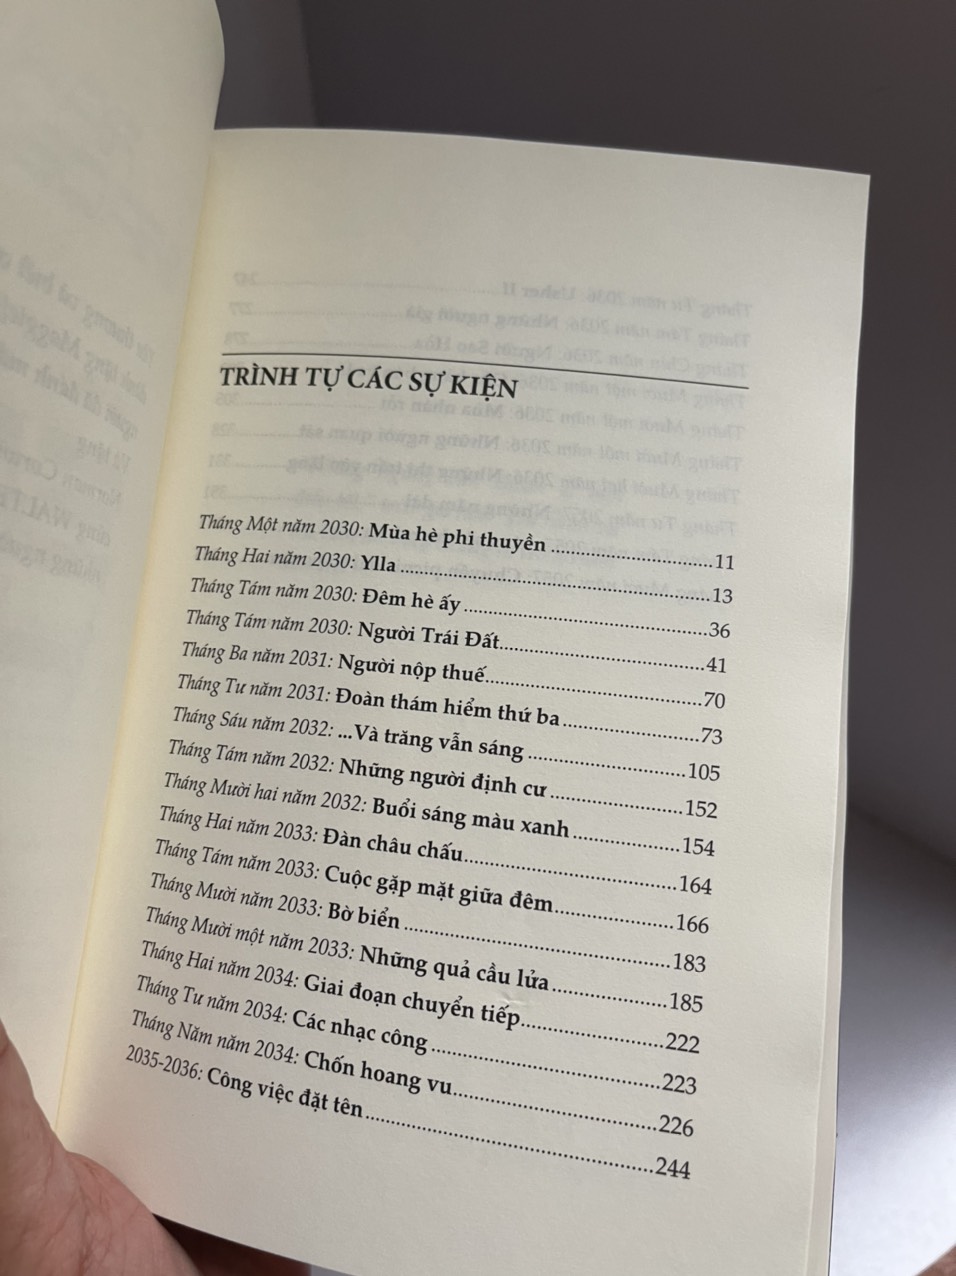 TRÌNH TỰ CÁC SỰ KIỆN
Tháng Một năm 2030: Mùa hè phi thuyền ........................11
Tháng Hai năm 2030: Ylla ................................................13
Tháng Tám năm 2030: Đêm hè ấy .....................................36
Tháng Tám năm 2030: Người Trái Đất...............................41
Tháng Ba năm 2031: Người nộp thuế.................................70
Tháng Tư năm 2031: Đoàn thám hiểm thứ ba ....................73
Tháng Sáu năm 2032: ...Và trăng vẫn sáng .......................105
Tháng Tám năm 2032: Những người định cư ....................152
Tháng Mười hai năm 2032: Buổi sáng màu xanh ................154
Tháng Hai năm 2033: Đàn châu chấu................................164
Tháng Tám năm 2033: Cuộc gặp mặt giữa đêm..................166
Tháng Mười năm 2033: Bờ biển .......................................183
Tháng Mười một năm 2033: Những quả cầu lửa .................185
Tháng Hai năm 2034: Giai đoạn chuyển tiếp.....................222
Tháng Tư năm 2034: Các nhạc công ..................................223
Tháng Năm năm 2034: Chốn hoang vu..............................226
2035-2036: Công việc đặt tên ...........................................244